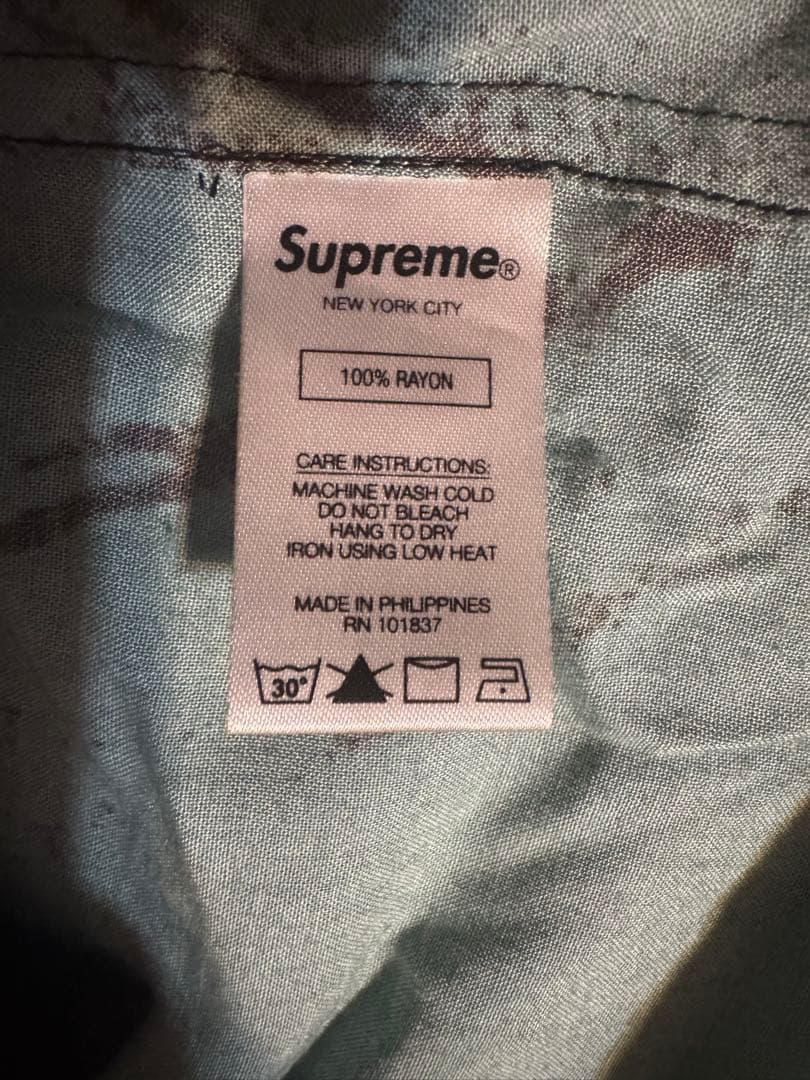 Supreme®
NEW YORK CITY
100% RAYON
CARE INSTRUCTIONS:
MACHINE WASH COLD
DO NOT BLEACH
HANG TO DRY
IRON USING LOW HEAT
MADE IN PHILIPPINES
RN 101837
30°